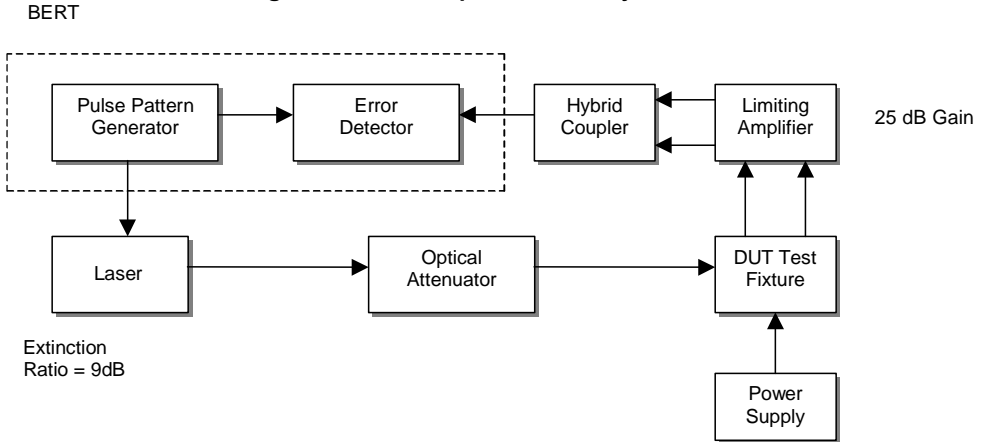 BERT
Pulse Pattern
Generator
Error
Detector
Hybrid
Coupler
Limiting
Amplifier
25 dB Gain
Laser
Optical
Attenuator
DUT Test
Fixture
Extinction
Ratio = 9dB
Power
Supply